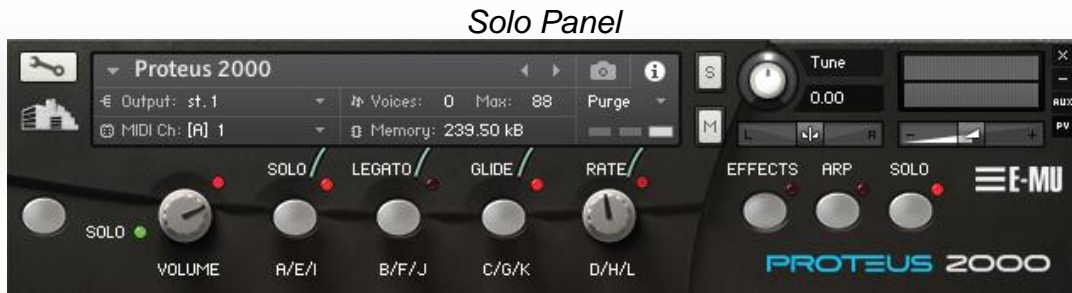 Solo Panel
Proteus 2000
S
Tune
Output: st.1
Voices: 0 Max: 88
Purge
0.00
AUX
MIDI Ch: [A] 1
Memory: 239.50 kB
M
L
R
PV
SOLO
LEGATO
GLIDE
RATE
EFFECTS
ARP
SOLO
E-MU
SOLO
VOLUME
A/E/I
B/F/J
C/G/K
D/H/L
PROTEUS 2000